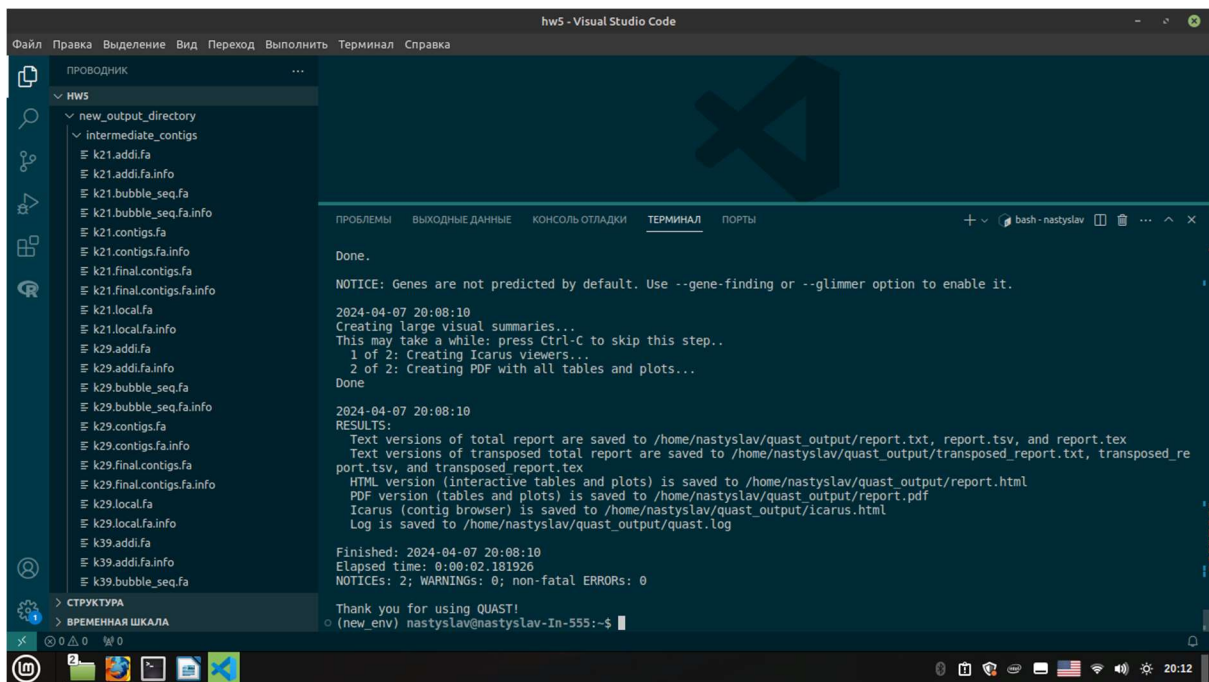 hw5 - Visual Studio Code
Файл Правка Выделение Вид Переход Выполнить Терминал Справка
ПРОВОДНИК
HW5
new_output_directory
intermediate_contigs
k21.addi.fa
k21.addi.fa.info
k21.bubble_seq.fa
k21.bubble_seq.fa.info
k21.contigs.fa
k21.contigs.fa.info
k21.final.contigs.fa
k21.final.contigs.fa.info
k21.local.fa
k21.local.fa.info
k29.addi.fa
k29.addi.fa.info
k29.bubble_seq.fa
k29.bubble_seq.fa.info
k29.contigs.fa
k29.contigs.fa.info
k29.final.contigs.fa
k29.final.contigs.fa.info
k29.local.fa
k29.local.fa.info
k39.addi.fa
k39.addi.fa.info
k39.bubble_seq.fa
СТРУКТУРА
ВРЕМЕННАЯ ШКАЛА
ПРОБЛЕМЫ ВЫХОДНЫЕ ДАННЫЕ КОНСОЛЬ ОТЛАДКИ ТЕРМИНАЛ ПОРТЫ
bash - nastyslav
Done.
NOTICE: Genes are not predicted by default. Use --gene-finding or --glimmer option to enable it.
2024-04-07 20:08:10
Creating large visual summaries...
This may take a while: press Ctrl-C to skip this step..
1 of 2: Creating Icarus viewers...
2 of 2: Creating PDF with all tables and plots...
Done
2024-04-07 20:08:10
RESULTS:
Text versions of total report are saved to /home/nastyslav/quast_output/report.txt, report.tsv, and report.tex
Text versions of transposed total report are saved to /home/nastyslav/quast_output/transposed_report.txt, transposed_re
port.tsv, and transposed_report.tex
HTML version (interactive tables and plots) is saved to /home/nastyslav/quast_output/report.html
PDF version (tables and plots) is saved to /home/nastyslav/quast_output/report.pdf
Icarus (contig browser) is saved to /home/nastyslav/quast_output/icarus.html
Log is saved to /home/nastyslav/quast_output/quast.log
Finished: 2024-04-07 20:08:10
Elapsed time: 0:00:02.181926
NOTICEs: 2; WARNINGs: 0; non-fatal ERRORs: 0
Thank you for using QUAST!
(new_env) nastyslav@nastyslav-In-555:~$
1
0 0 0
2
20:12